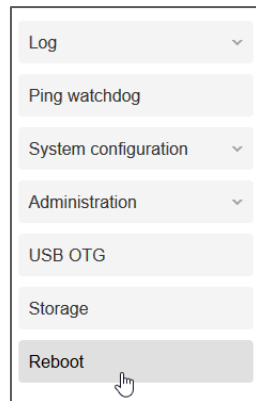 Log
Ping watchdog
System configuration
Administration
USB OTG
Storage
Reboot